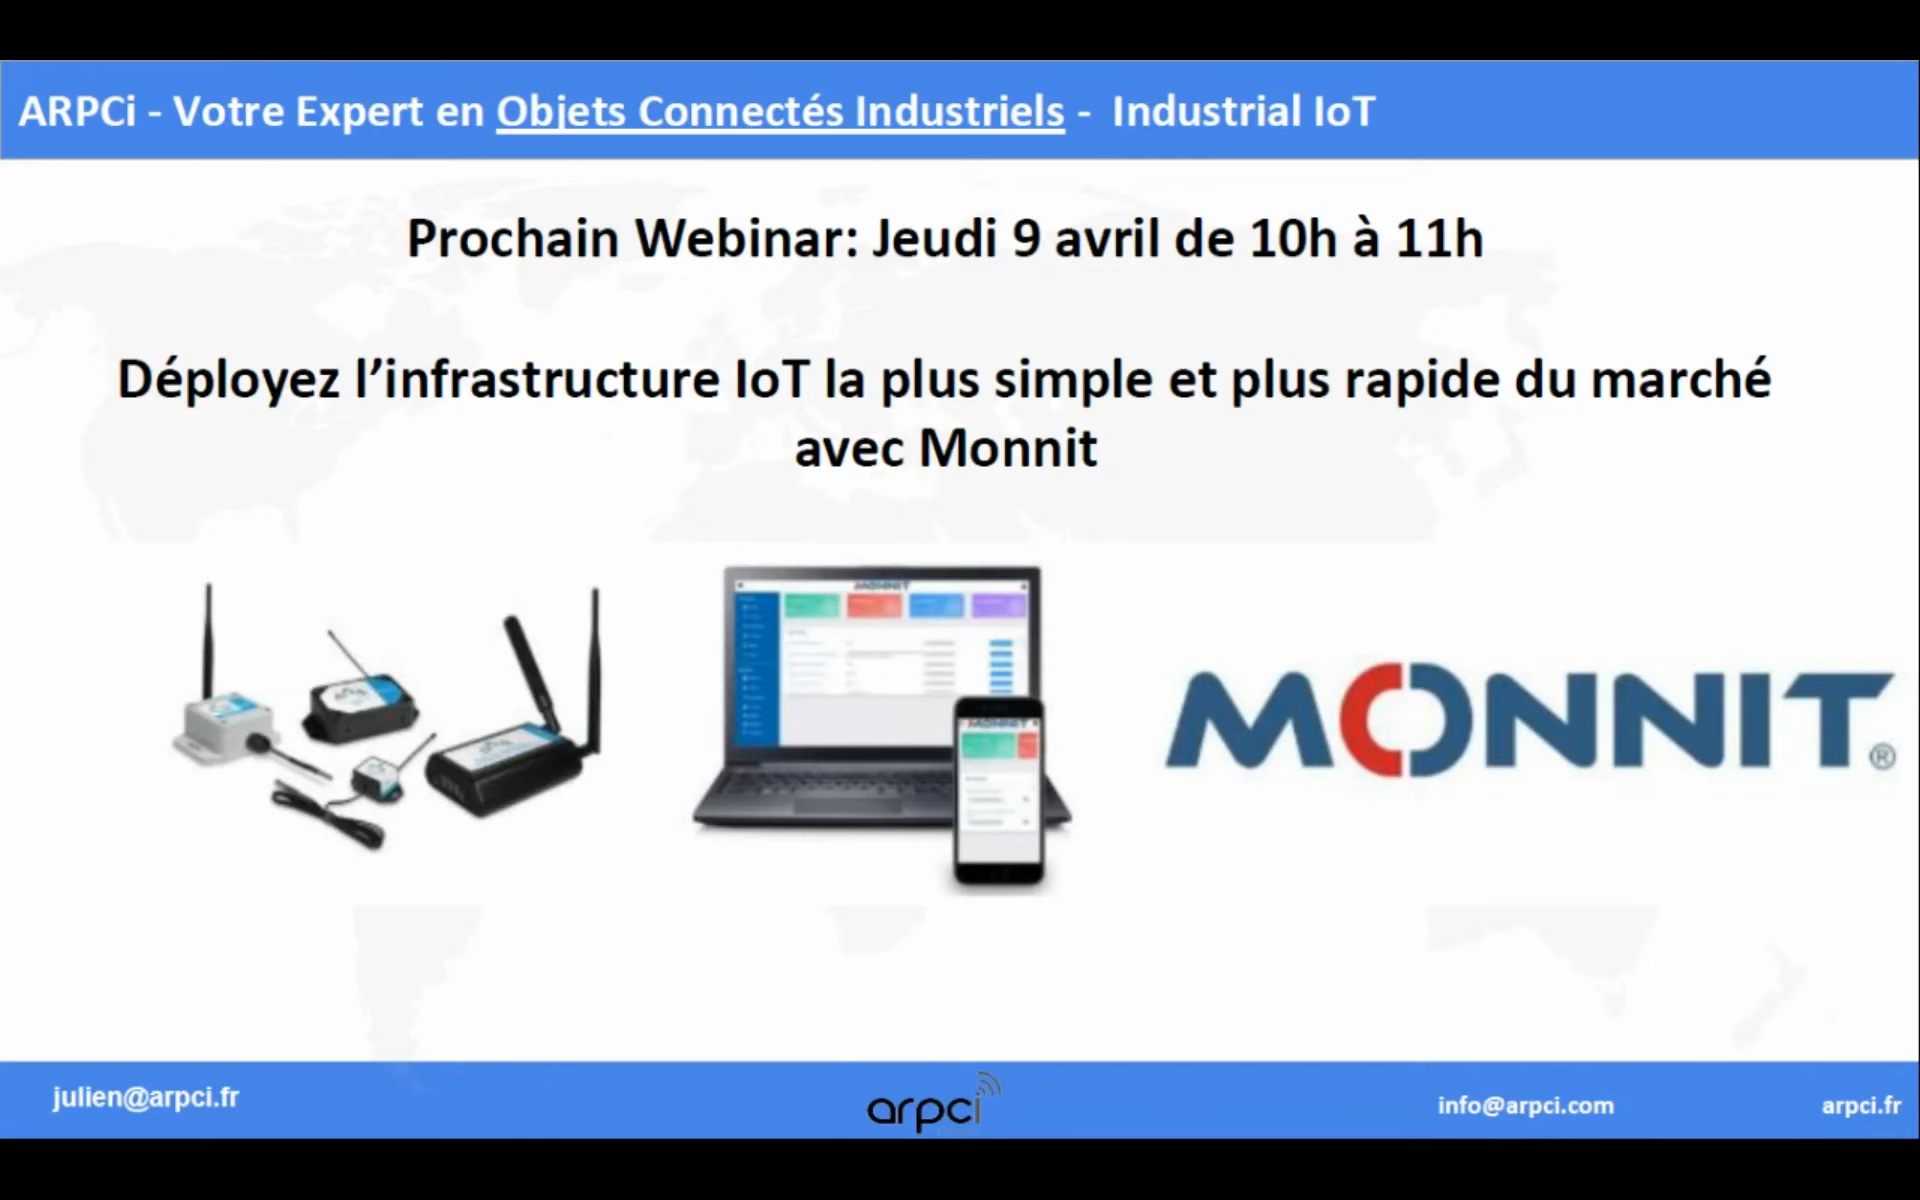 ARPCi - Votre Expert en Objets Connectés Industriels - Industrial IoT
Prochain Webinar: Jeudi 9 avril de 10h à 11h
Déployez l’infrastructure IoT la plus simple et plus rapide du marché
avec Monnit
MONNIT
MONNIT
MONNIT®
julien@arpci.fr
arpci
info@arpci.com
arpci.fr